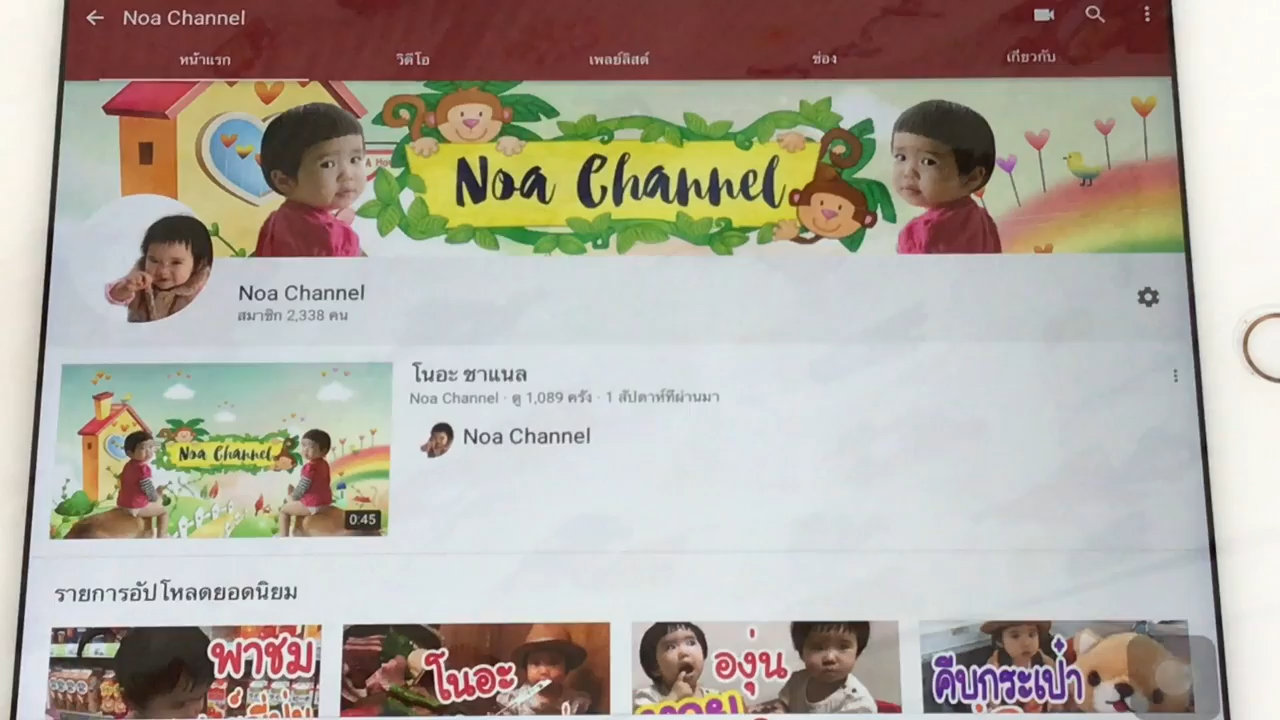 Noa Channel
หน้าแรก วิดีโอ เพลย์ลิสต์ ช่อง เกี่ยวกับ
Noa Channel
Noa Channel
สมาชิก 2,338 คน
โนอะ ชาแนล
Noa Channel · ดู 1,089 ครั้ง · 1 สัปดาห์ที่ผ่านมา
Noa Channel
Noa Channel
0:45
รายการอัปโหลดยอดนิยม
พาชม
โนอะ
องุ่น
คีบกระเป๋า